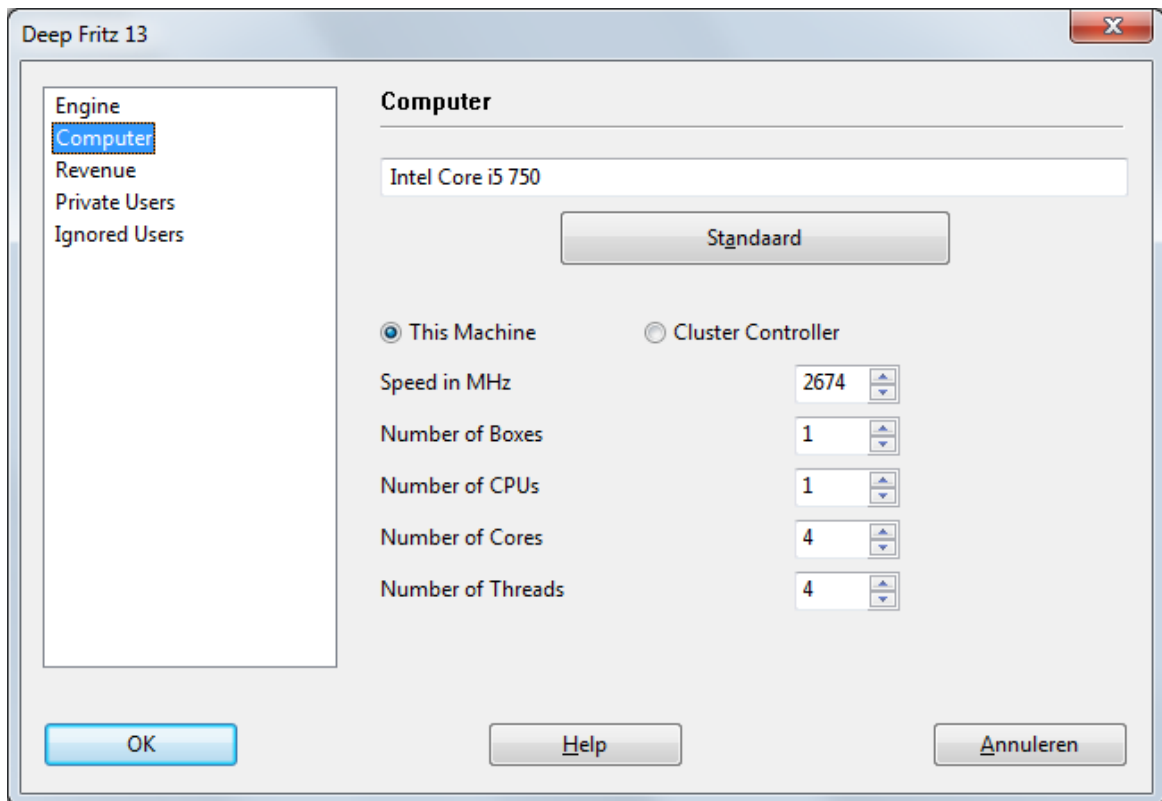 Deep Fritz 13
Engine
Computer
Revenue
Private Users
Ignored Users
Computer
Intel Core i5 750
Standaard
This Machine
Cluster Controller
Speed in MHz 2674
Number of Boxes 1
Number of CPUs 1
Number of Cores 4
Number of Threads 4
OK
Help
Annuleren